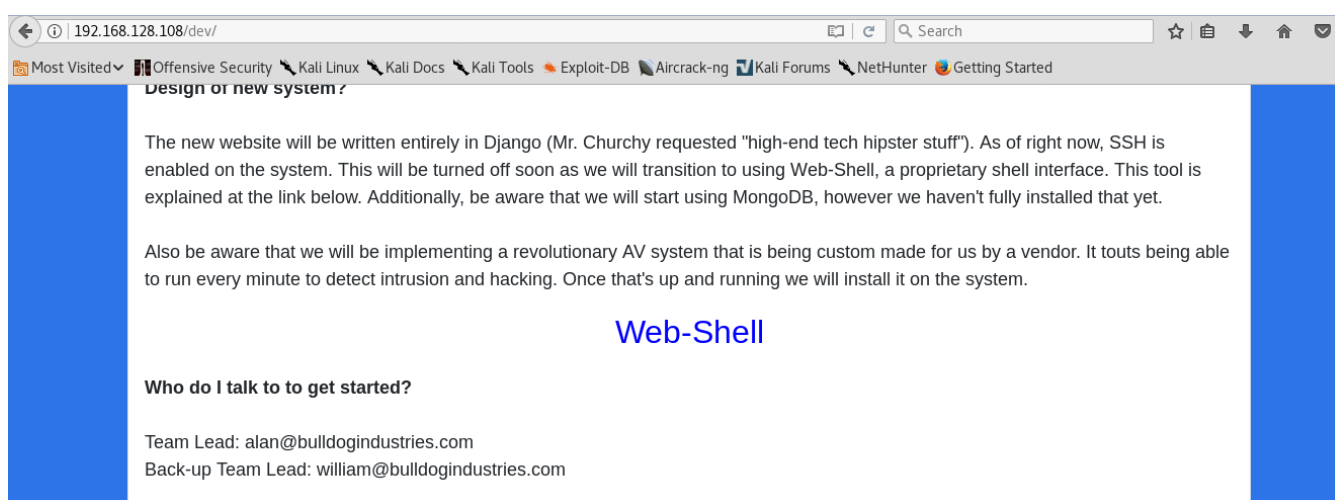 192.168.128.108/dev/
Search
Most Visited
Offensive Security
Kali Linux
Kali Docs
Kali Tools
Exploit-DB
Aircrack-ng
Kali Forums
NetHunter
Getting Started
Design of new system?
The new website will be written entirely in Django (Mr. Churchy requested "high-end tech hipster stuff"). As of right now, SSH is
enabled on the system. This will be turned off soon as we will transition to using Web-Shell, a proprietary shell interface. This tool is
explained at the link below. Additionally, be aware that we will start using MongoDB, however we haven't fully installed that yet.
Also be aware that we will be implementing a revolutionary AV system that is being custom made for us by a vendor. It touts being able
to run every minute to detect intrusion and hacking. Once that's up and running we will install it on the system.
Web-Shell
Who do I talk to to get started?
Team Lead: alan@bulldogindustries.com
Back-up Team Lead: william@bulldogindustries.com